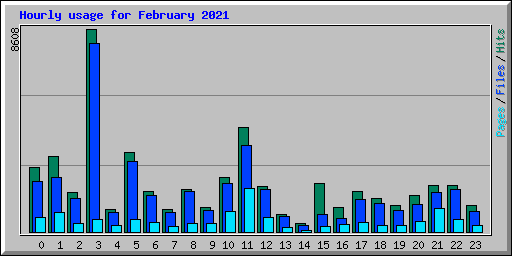 Hourly usage for February 2021
8608
Pages / Files / Hits
0 1 2 3 4 5 6 7 8 9 10 11 12 13 14 15 16 17 18 19 20 21 22 23